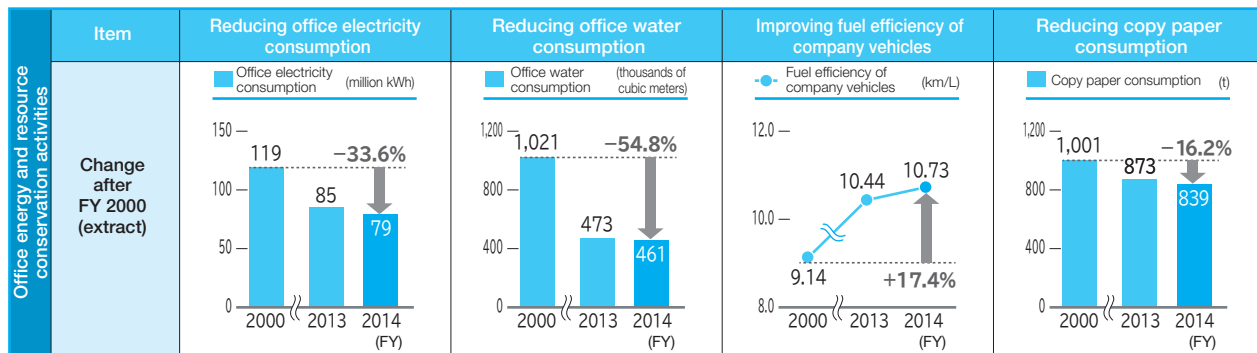 Office energy and resource
conservation activities
Item
Change
after
FY 2000
(extract)
Reducing office electricity
consumption
Office electricity
consumption
(million kWh)
150
100
50
0
119
85
79
−33.6%
2000
2013
2014
(FY)
Reducing office water
consumption
Office water
consumption
(thousands of
cubic meters)
1,200
800
400
0
1,021
473
461
−54.8%
2000
2013
2014
(FY)
Improving fuel efficiency of
company vehicles
Fuel efficiency of
company vehicles
(km/L)
12.0
10.0
8.0
9.14
10.44
10.73
+17.4%
2000
2013
2014
(FY)
Reducing copy paper
consumption
Copy paper consumption
(t)
1,200
800
400
0
1,001
873
839
−16.2%
2000
2013
2014
(FY)